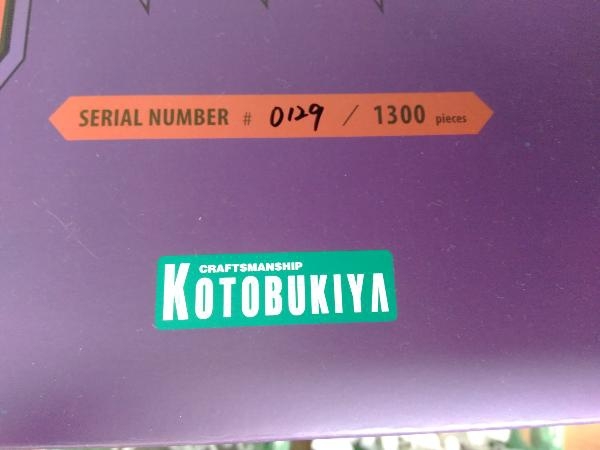 SERIAL NUMBER # 0129 / 1300 pieces
CRAFTSMANSHIP
KOTOBUKIYA